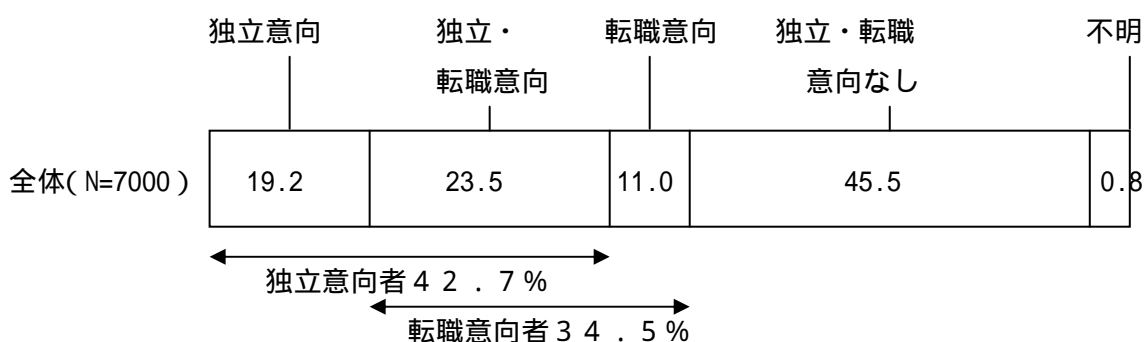 独立意向 独立・ 転職意向 独立・転職 不明
転職意向 意向なし
全体(N=7000) 19.2 23.5 11.0 45.5 0.8
独立意向者42.7%
転職意向者34.5%